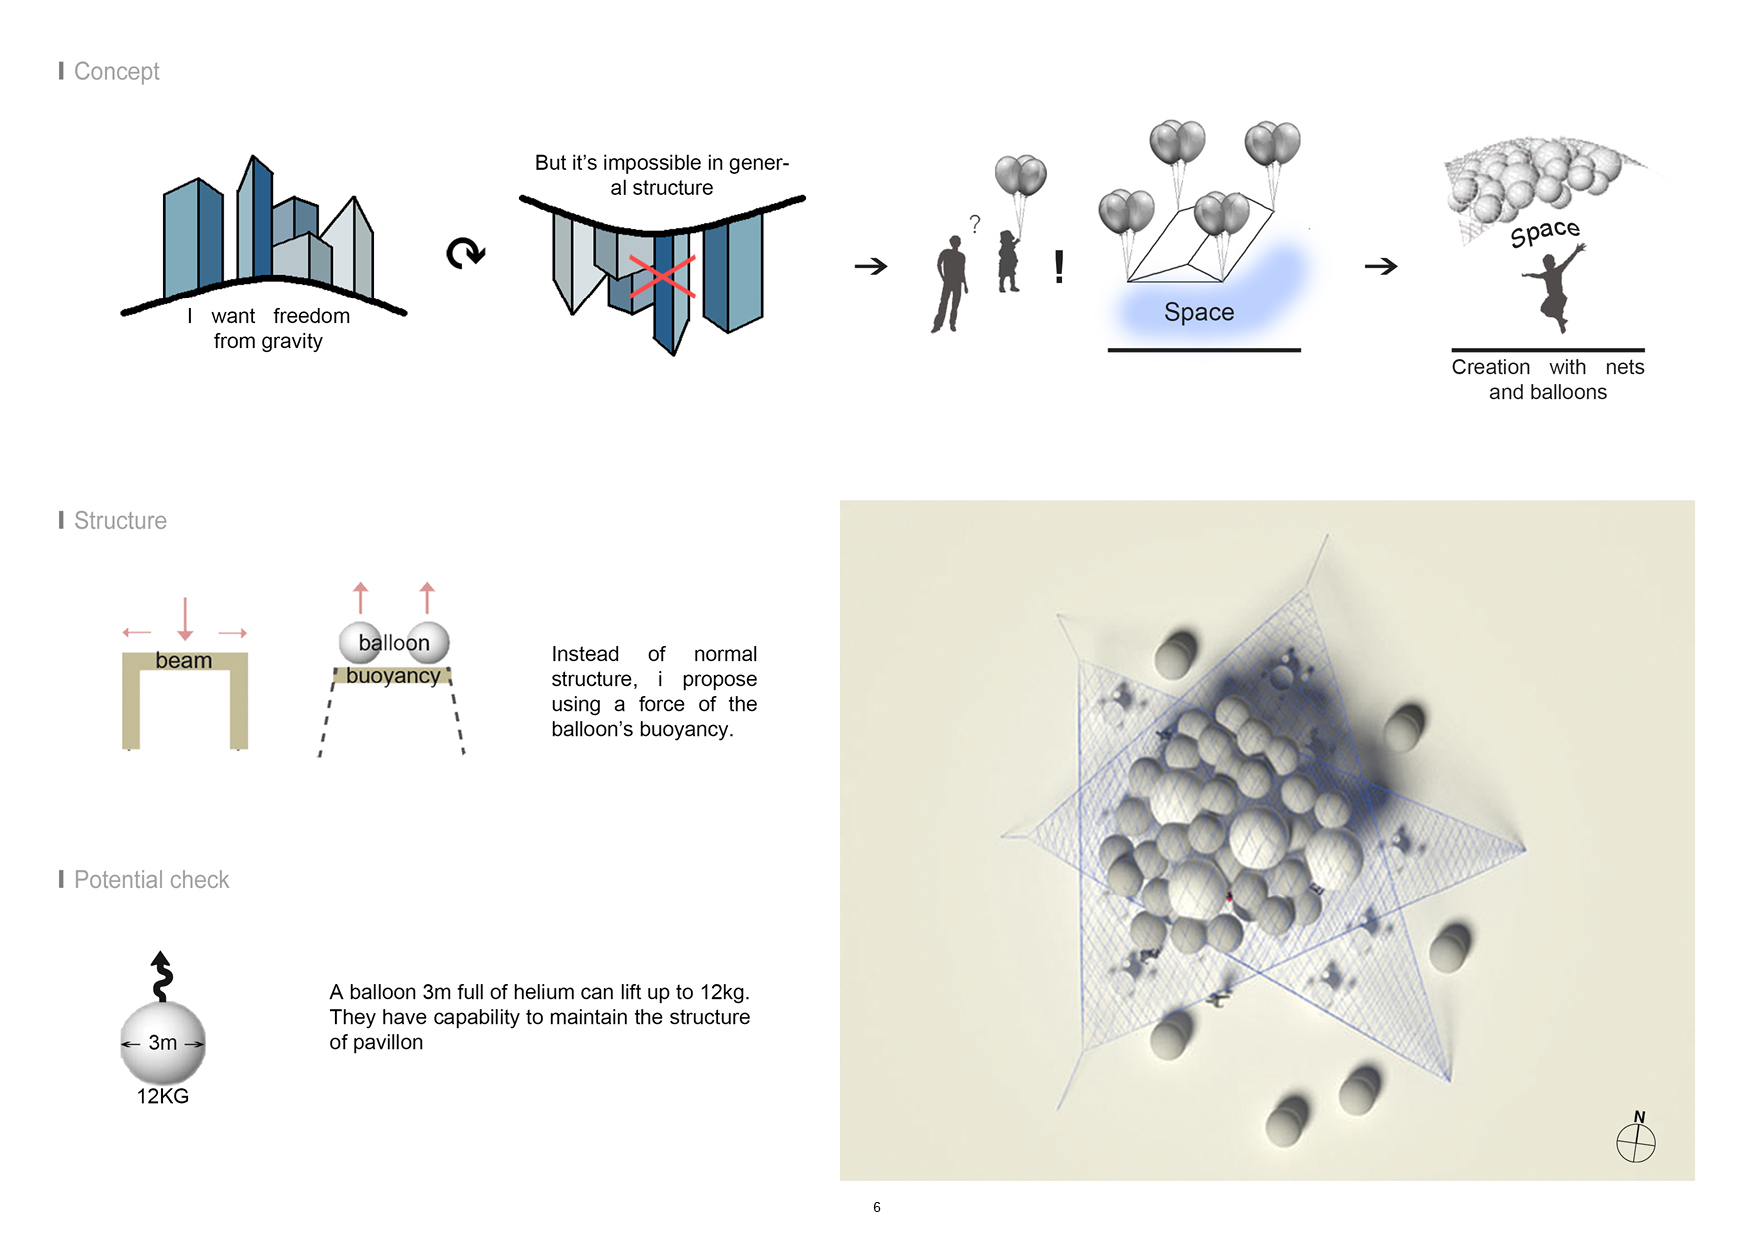 Concept
I want freedom
from gravity
But it's impossible in gener-
al structure
?
!
Space
Space
Creation with nets
and balloons
Structure
beam
balloon
buoyancy
Instead of normal
structure, i propose
using a force of the
balloon's buoyancy.
Potential check
3m
12KG
A balloon 3m full of helium can lift up to 12kg.
They have capability to maintain the structure
of pavillon
N
6